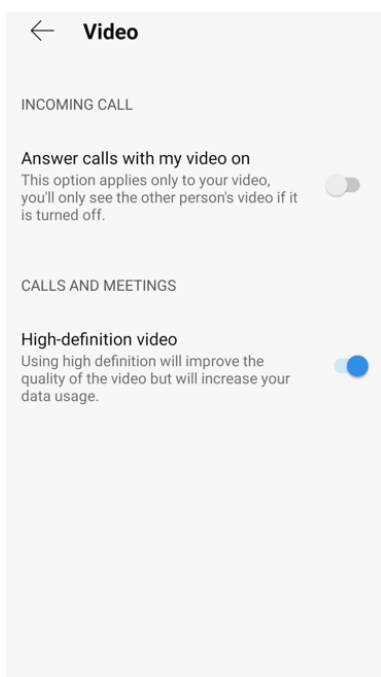 Video
INCOMING CALL
Answer calls with my video on
This option applies only to your video,
you'll only see the other person's video if it
is turned off.
CALLS AND MEETINGS
High-definition video
Using high definition will improve the
quality of the video but will increase your
data usage.